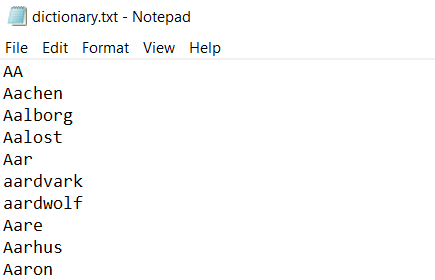 dictionary.txt - Notepad
File Edit Format View Help
AA
Aachen
Aalborg
Aalost
Aar
aardvark
aardwolf
Aare
Aarhus
Aaron